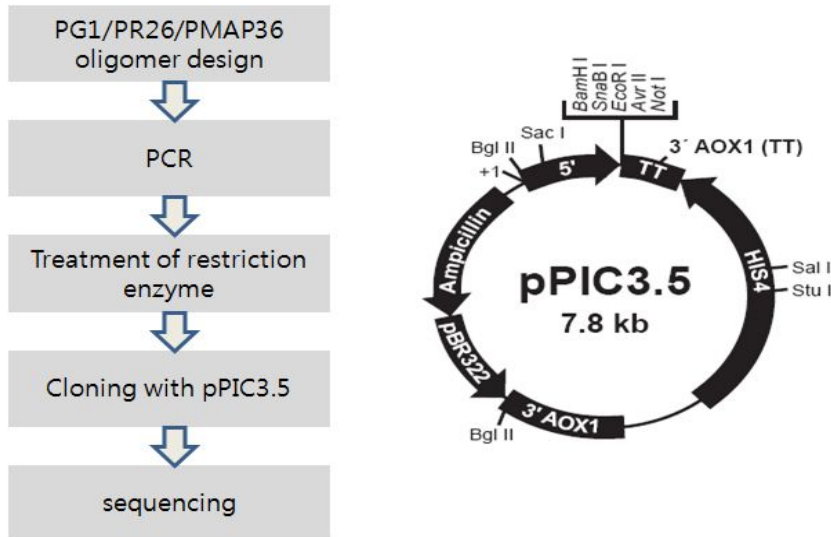 PG1/PR26/PMAP36
oligomer design
PCR
Treatment of restriction
enzyme
Cloning with pPIC3.5
sequencing
BamH I
SnaB I
EcoR I
Avr II
Not I
Sac I
Bgl II
+1
5'
TT
3´ AOX1 (TT)
Ampicillin
HIS4
Sal I
Stu I
pPIC3.5
7.8 kb
pBR322
3' AOX1
Bgl II